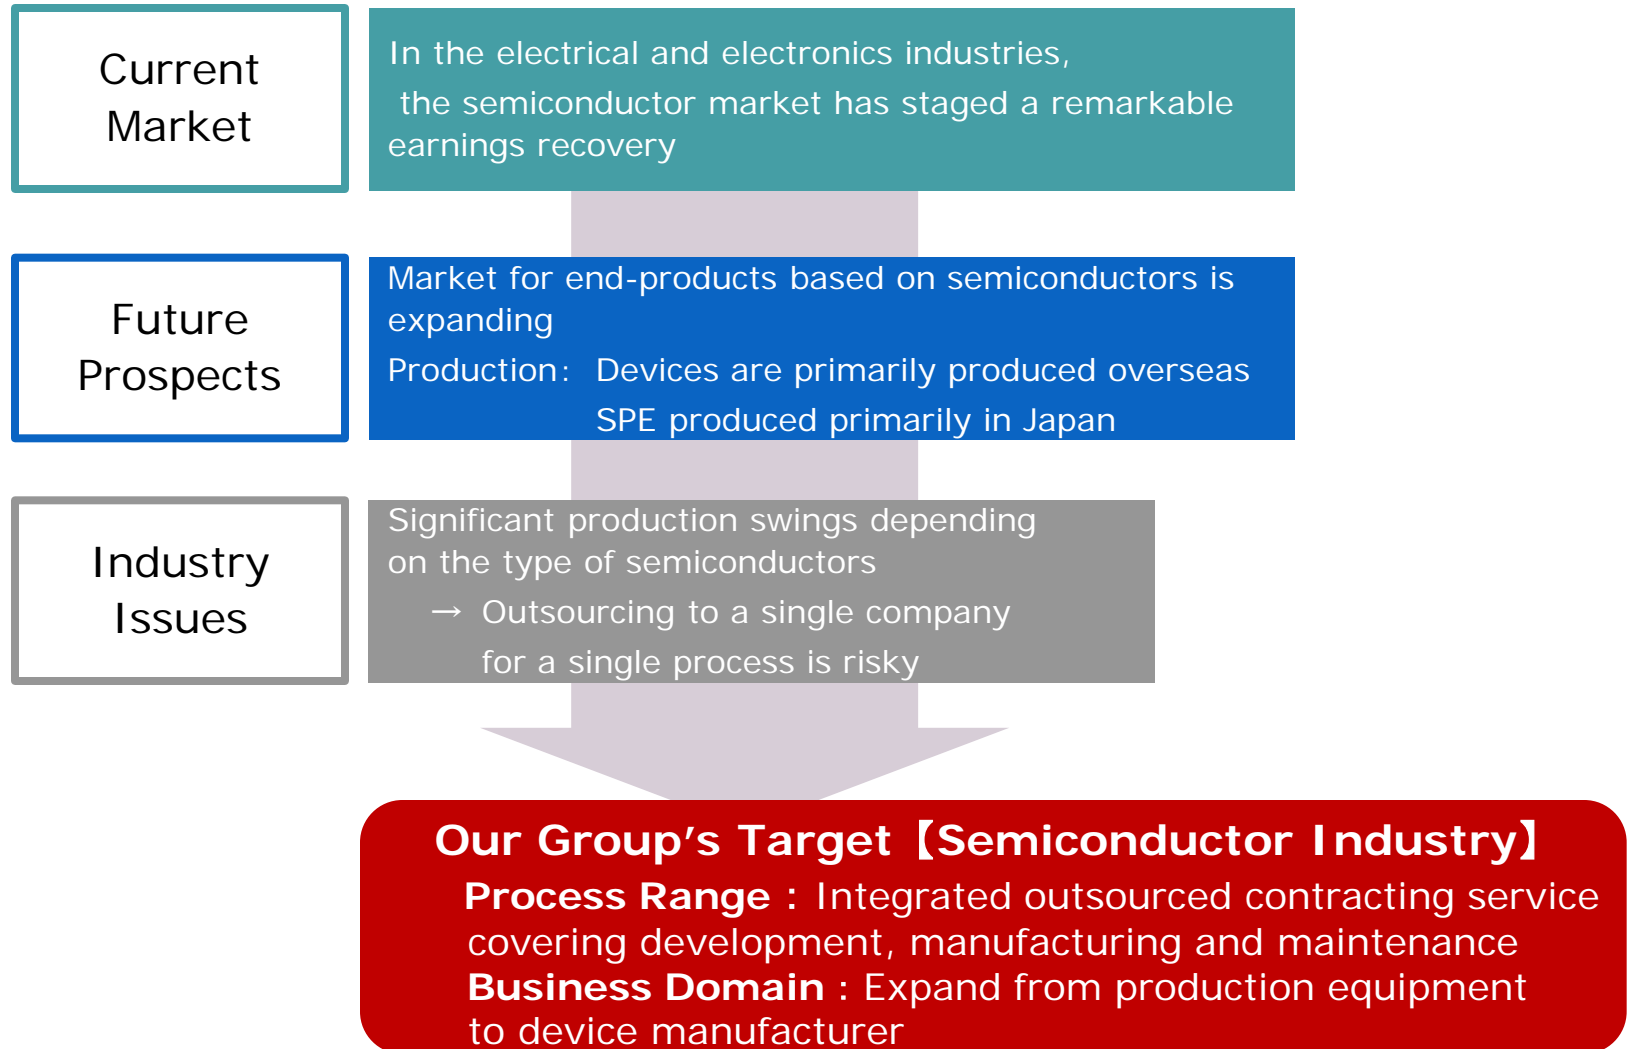 Current
Market
In the electrical and electronics industries,
the semiconductor market has staged a remarkable
earnings recovery
Future
Prospects
Market for end-products based on semiconductors is
expanding
Production: Devices are primarily produced overseas
SPE produced primarily in Japan
Industry
Issues
Significant production swings depending
on the type of semiconductors
→ Outsourcing to a single company
for a single process is risky
Our Group's Target【Semiconductor Industry】
Process Range : Integrated outsourced contracting service
covering development, manufacturing and maintenance
Business Domain : Expand from production equipment
to device manufacturer